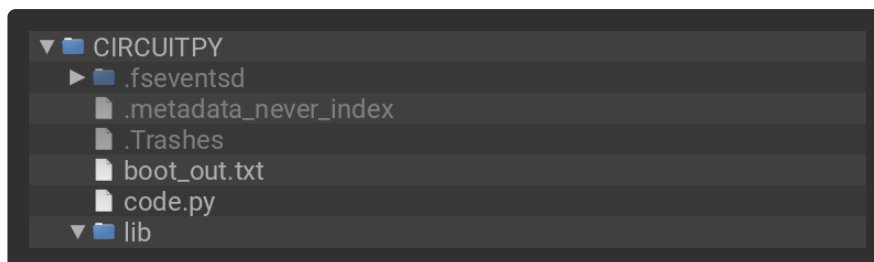 CIRCUITPY
.fseventsd
.metadata_never_index
.Trashes
boot_out.txt
code.py
lib